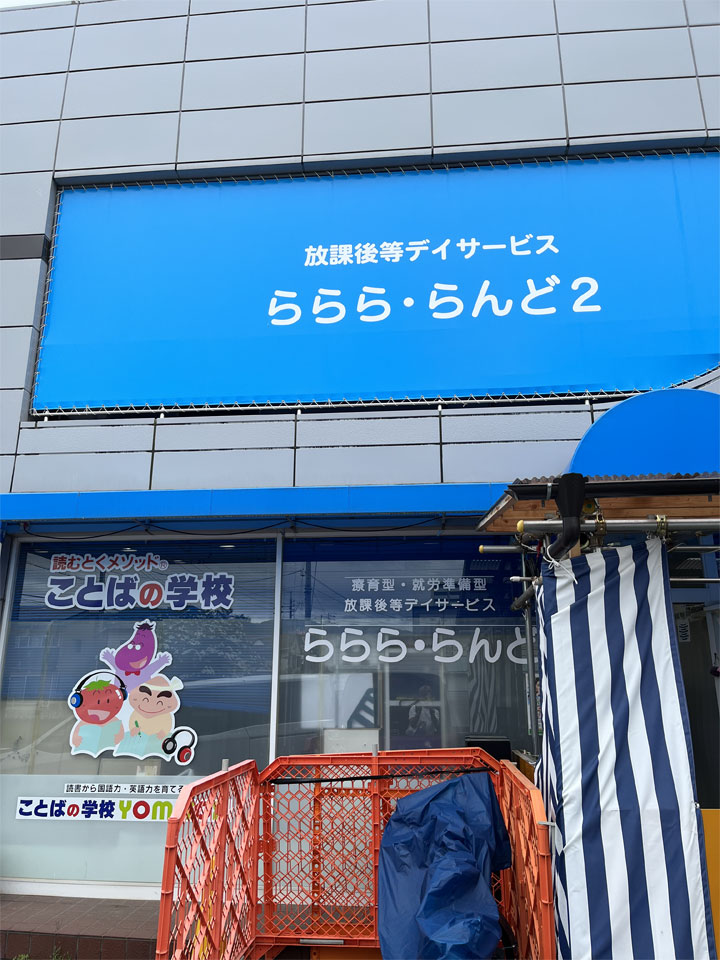 放課後等デイサービス
ららら・らんど2
読むとくメソッド®
ことばの学校
療育型・就労準備型
放課後等デイサービス
ららら・らんど
読書から国語力・英語力を育てる
ことばの学校YOM